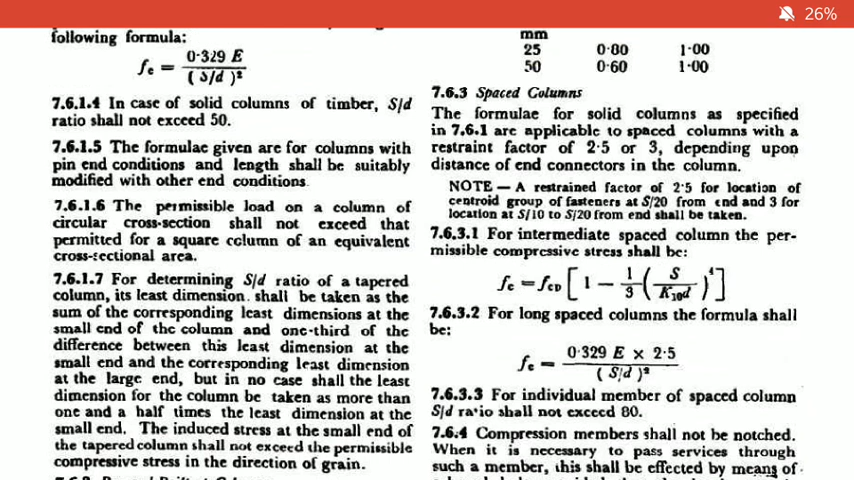 26%
following formula:
fc = 0·329 E / (S/d)²
7.6.1.4 In case of solid columns of timber, S/d
ratio shall not exceed 50.
7.6.1.5 The formulae given are for columns with
pin end conditions and length shall be suitably
modified with other end conditions.
7.6.1.6 The permissible load on a column of
circular cross-section shall not exceed that
permitted for a square column of an equivalent
cross-sectional area.
7.6.1.7 For determining S/d ratio of a tapered
column, its least dimension. shall be taken as the
sum of the corresponding least dimensions at the
small end of the column and one-third of the
difference between this least dimension at the
small end and the corresponding least dimension
at the large end, but in no case shall the least
dimension for the column be taken as more than
one and a half times the least dimension at the
small end. The induced stress at the small end of
the tapered column shall not exceed the permissible
compressive stress in the direction of grain.
mm
25 0·80 1·00
50 0·60 1·00
7.6.3 Spaced Columns
The formulae for solid columns as specified
in 7.6.1 are applicable to spaced columns with a
restraint factor of 2·5 or 3, depending upon
distance of end connectors in the column.
NOTE — A restrained factor of 2·5 for location of
centroid group of fasteners at S/20 from end and 3 for
location at S/10 to S/20 from end shall be taken.
7.6.3.1 For intermediate spaced column the per-
missible compressive stress shall be:
fc = fcp [ 1 — 1/3 ( S / K10d )⁴ ]
7.6.3.2 For long spaced columns the formula shall
be:
fc = 0·329 E × 2·5 / (S/d)²
7.6.3.3 For individual member of spaced column
S/d ratio shall not exceed 80.
7.6.4 Compression members shall not be notched.
When it is necessary to pass services through
such a member, this shall be effected by means of